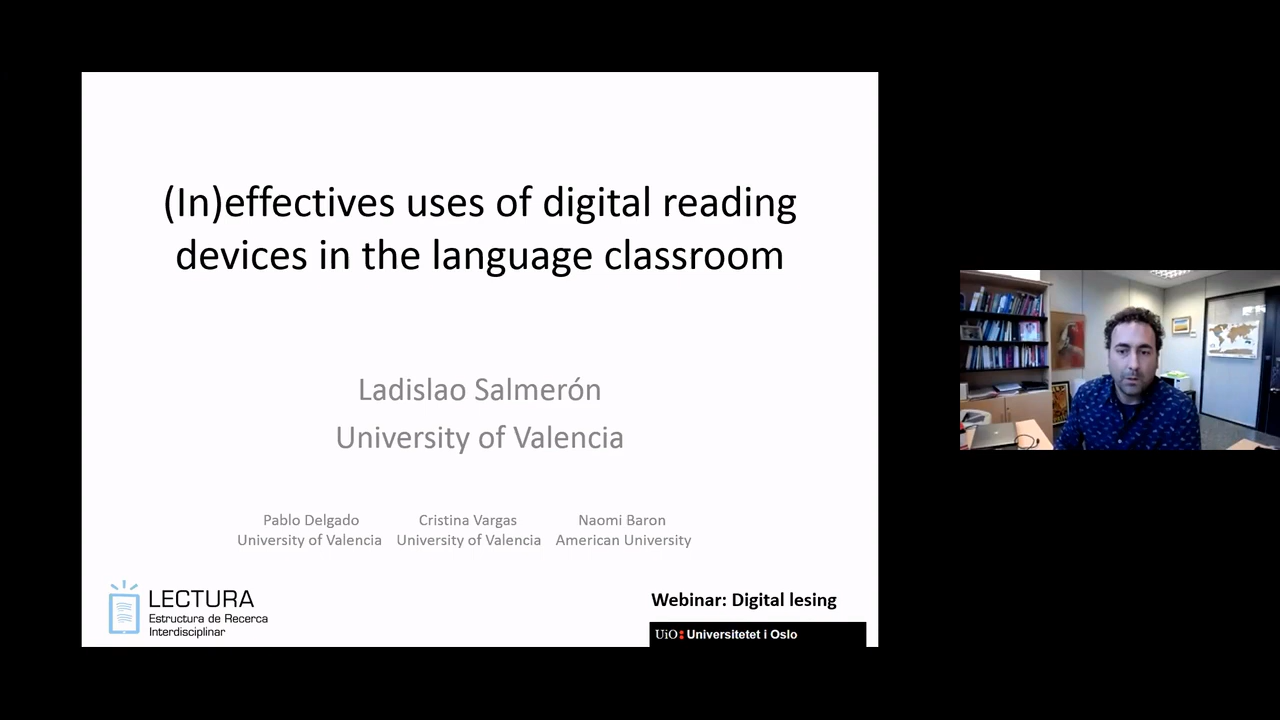 (In)effectives uses of digital reading
devices in the language classroom
Ladislao Salmerón
University of Valencia
Pablo Delgado
University of Valencia
Cristina Vargas
University of Valencia
Naomi Baron
American University
LECTURA
Estructura de Recerca
Interdisciplinar
Webinar: Digital lesing
UiO: Universitetet i Oslo